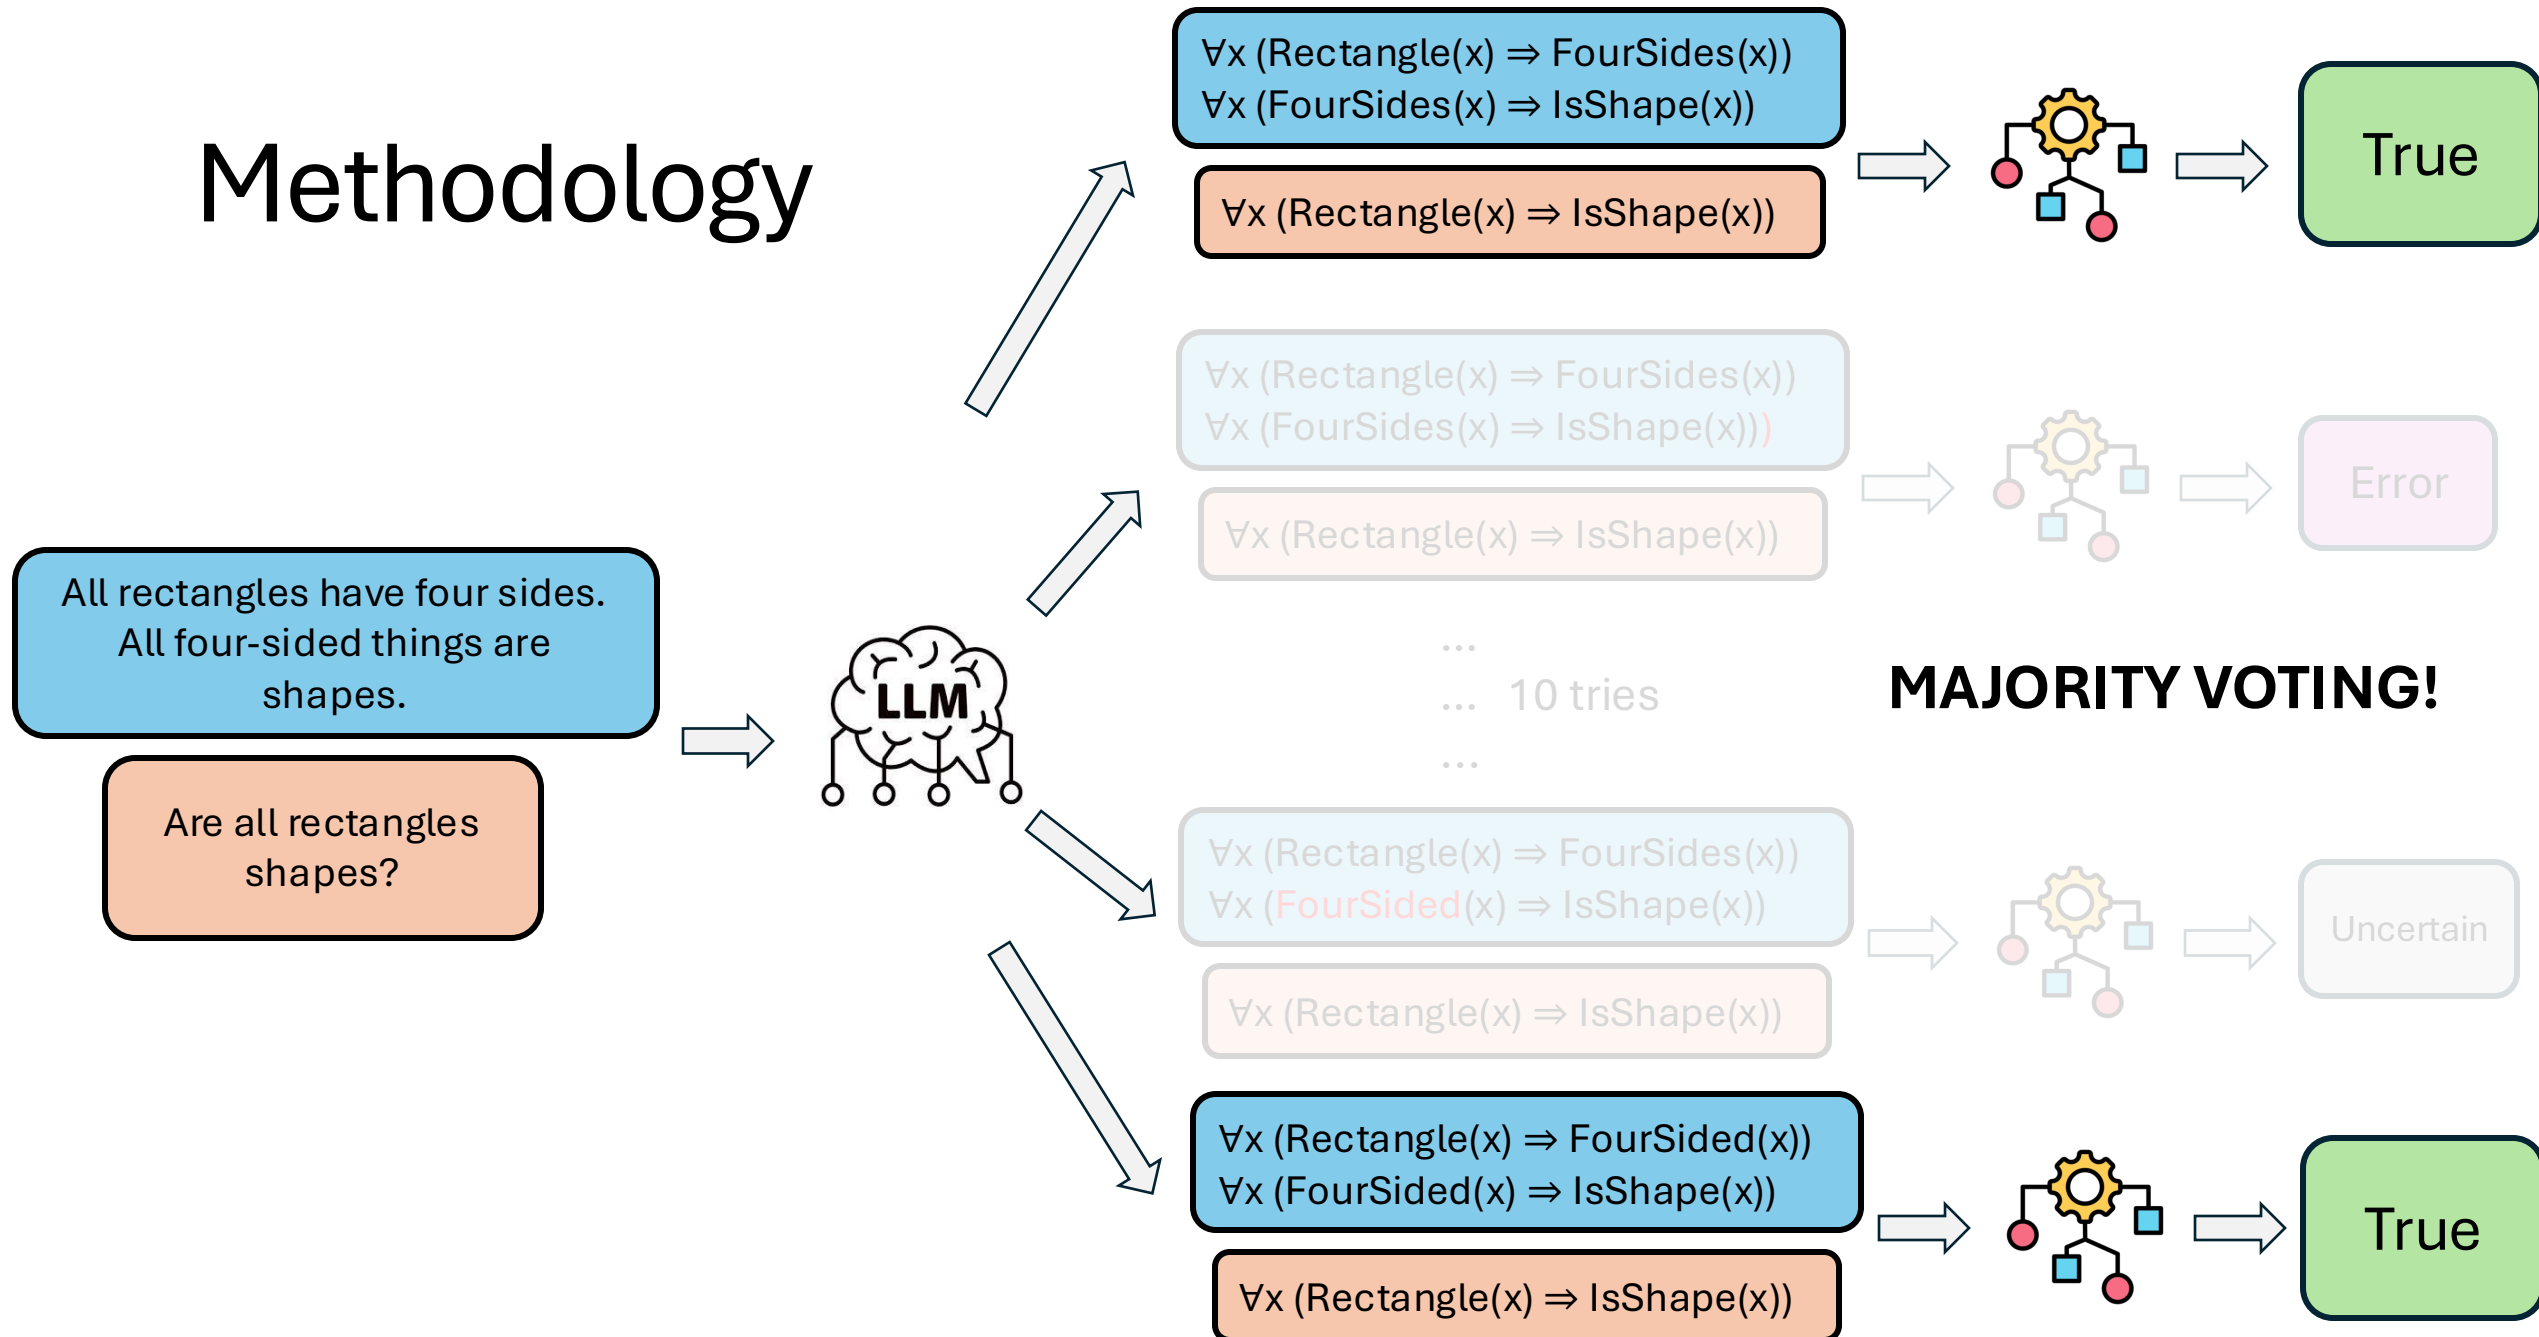 Methodology
All rectangles have four sides.
All four-sided things are
shapes.
Are all rectangles
shapes?
LLM
∀x (Rectangle(x) ⇒ FourSides(x))
∀x (FourSides(x) ⇒ IsShape(x))
∀x (Rectangle(x) ⇒ IsShape(x))
True
∀x (Rectangle(x) ⇒ FourSides(x))
∀x (FourSides(x) ⇒ IsShape(x)))
∀x (Rectangle(x) ⇒ IsShape(x))
Error
...
... 10 tries
...
MAJORITY VOTING!
∀x (Rectangle(x) ⇒ FourSides(x))
∀x (FourSided(x) ⇒ IsShape(x))
∀x (Rectangle(x) ⇒ IsShape(x))
Uncertain
∀x (Rectangle(x) ⇒ FourSided(x))
∀x (FourSided(x) ⇒ IsShape(x))
∀x (Rectangle(x) ⇒ IsShape(x))
True